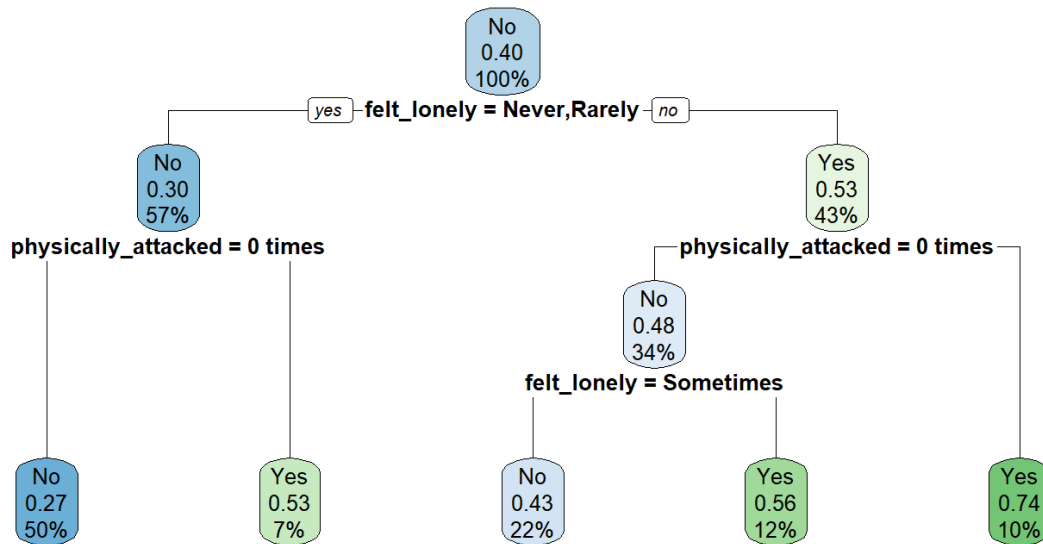 No
0.40
100%
yes felt_lonely = Never,Rarely no
No
0.30
57%
Yes
0.53
43%
physically_attacked = 0 times
physically_attacked = 0 times
No
0.48
34%
felt_lonely = Sometimes
No
0.27
50%
Yes
0.53
7%
No
0.43
22%
Yes
0.56
12%
Yes
0.74
10%